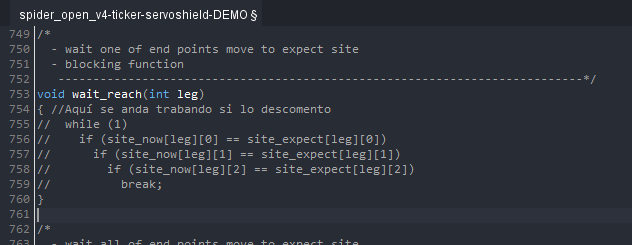 spider_open_v4-ticker-servoshield-DEMO §
749 /*
750   - wait one of end points move to expect site
751   - blocking function
752    ---------------------------------------------------------------------------*/
753 void wait_reach(int leg)
754 { //Aquí se anda trabando si lo descomento
755 //  while (1)
756 //    if (site_now[leg][0] == site_expect[leg][0])
757 //      if (site_now[leg][1] == site_expect[leg][1])
758 //        if (site_now[leg][2] == site_expect[leg][2])
759 //          break;
760 }
761
762 /*
763   - wait all of end points move to expect site